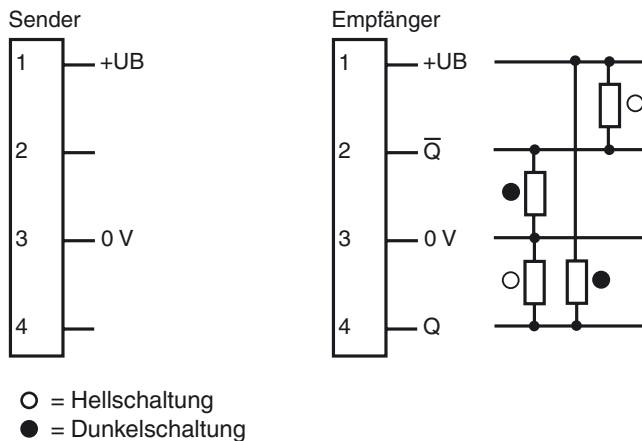 Sender
1 +UB
2
3 0 V
4
Empfänger
1 +UB
2 Q̅
3 0 V
4 Q
= Hellschaltung
= Dunkelschaltung